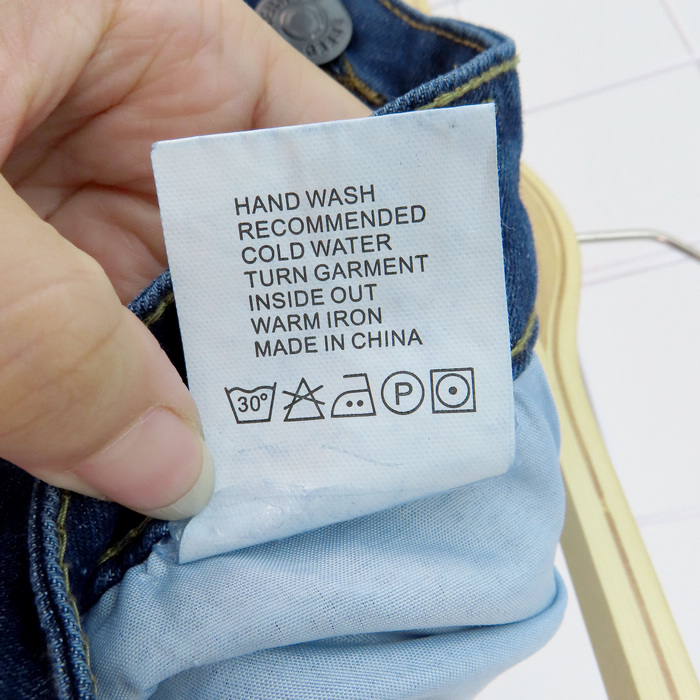 HAND WASH
RECOMMENDED
COLD WATER
TURN GARMENT
INSIDE OUT
WARM IRON
MADE IN CHINA
30° P